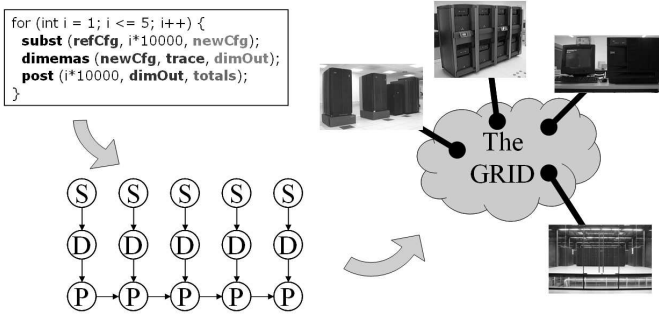 for (int i = 1; i <= 5; i++) {
subst (refCfg, i*10000, newCfg);
dimemas (newCfg, trace, dimOut);
post (i*10000, dimOut, totals);
}
The
GRID
S S S S S
D D D D D
P P P P P